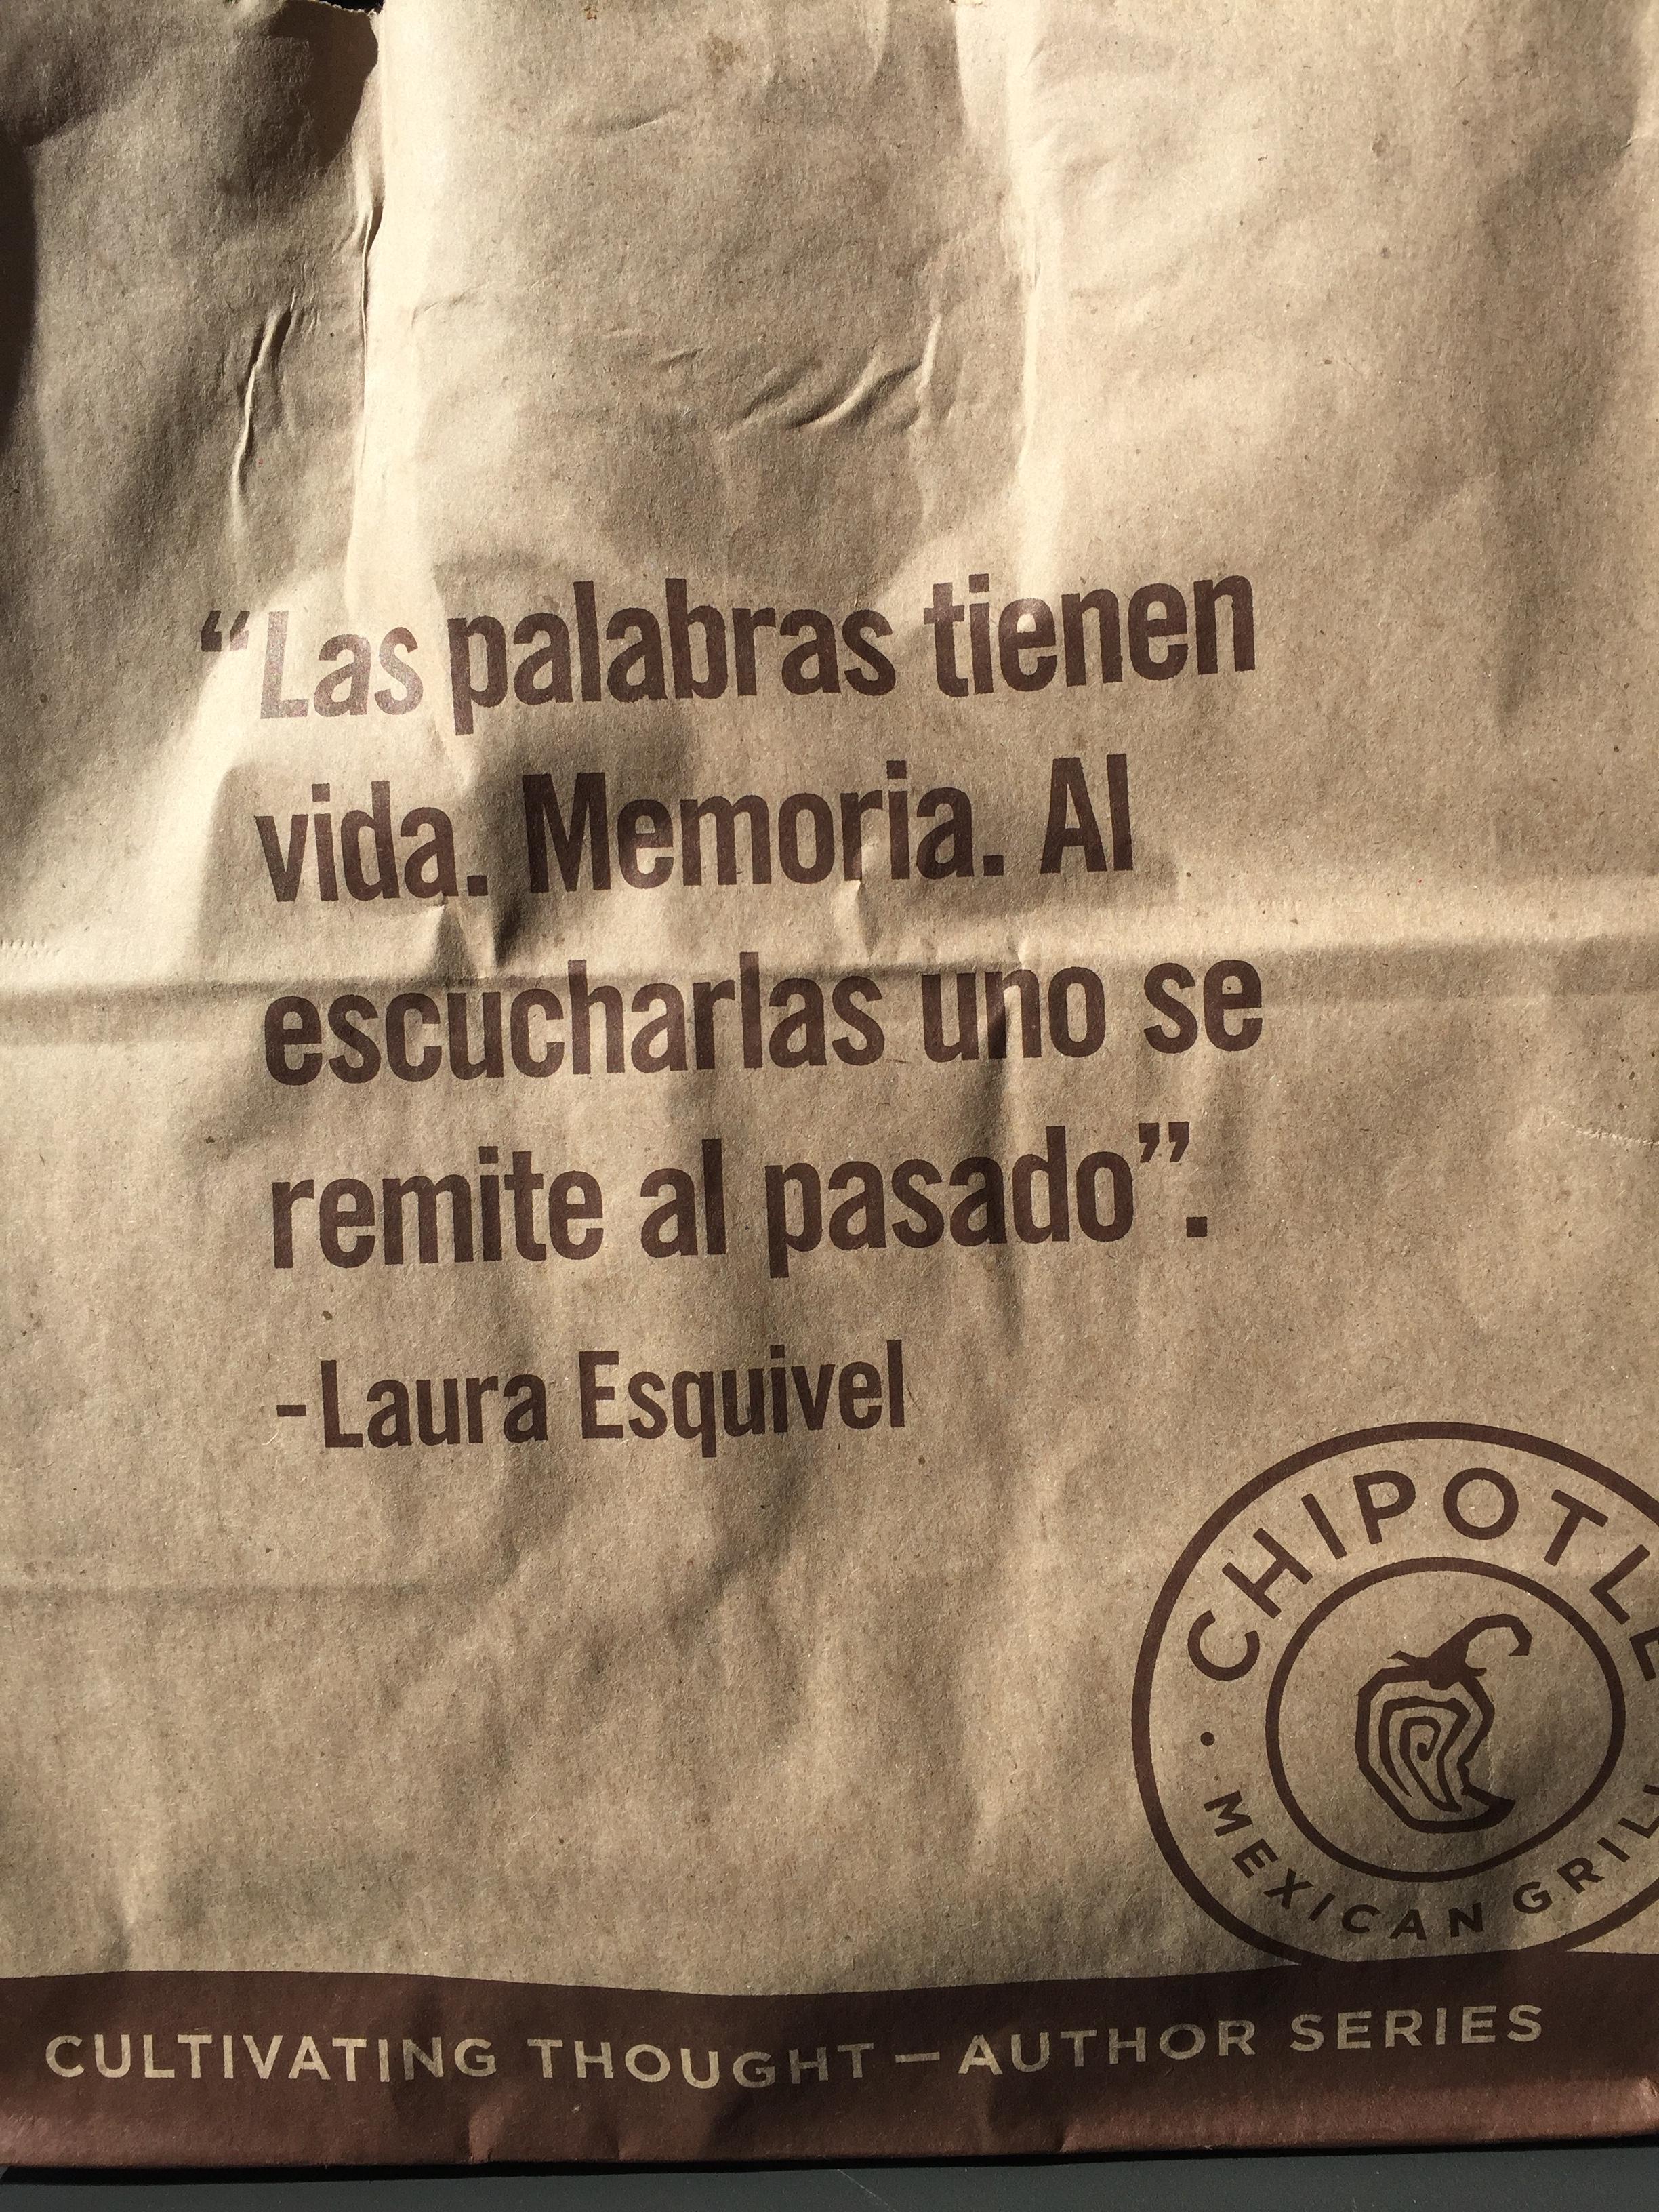 “Las palabras tienen
vida. Memoria. Al
escucharlas uno se
remite al pasado”.
-Laura Esquivel
CHIPOTLE
MEXICAN GRILL
CULTIVATING THOUGHT — AUTHOR SERIES